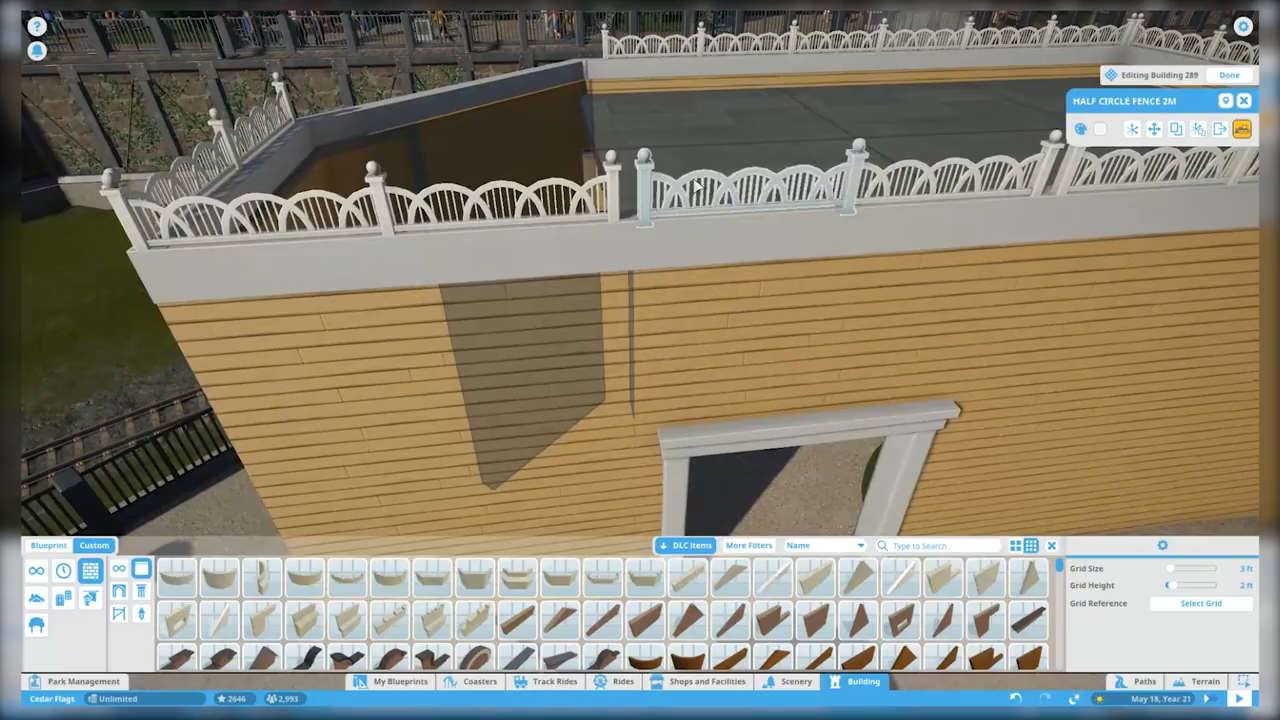 ?
Editing Building 289 Done
HALF CIRCLE FENCE 2M
Blueprint Custom
DLC Items More Filters Name Type to Search
Grid Size 3 ft
Grid Height 2 ft
Grid Reference Select Grid
Park Management My Blueprints Coasters Track Rides Rides Shops and Facilities Scenery Building Paths Terrain
Cedar Flags Unlimited 2646 2,993 May 18, Year 21